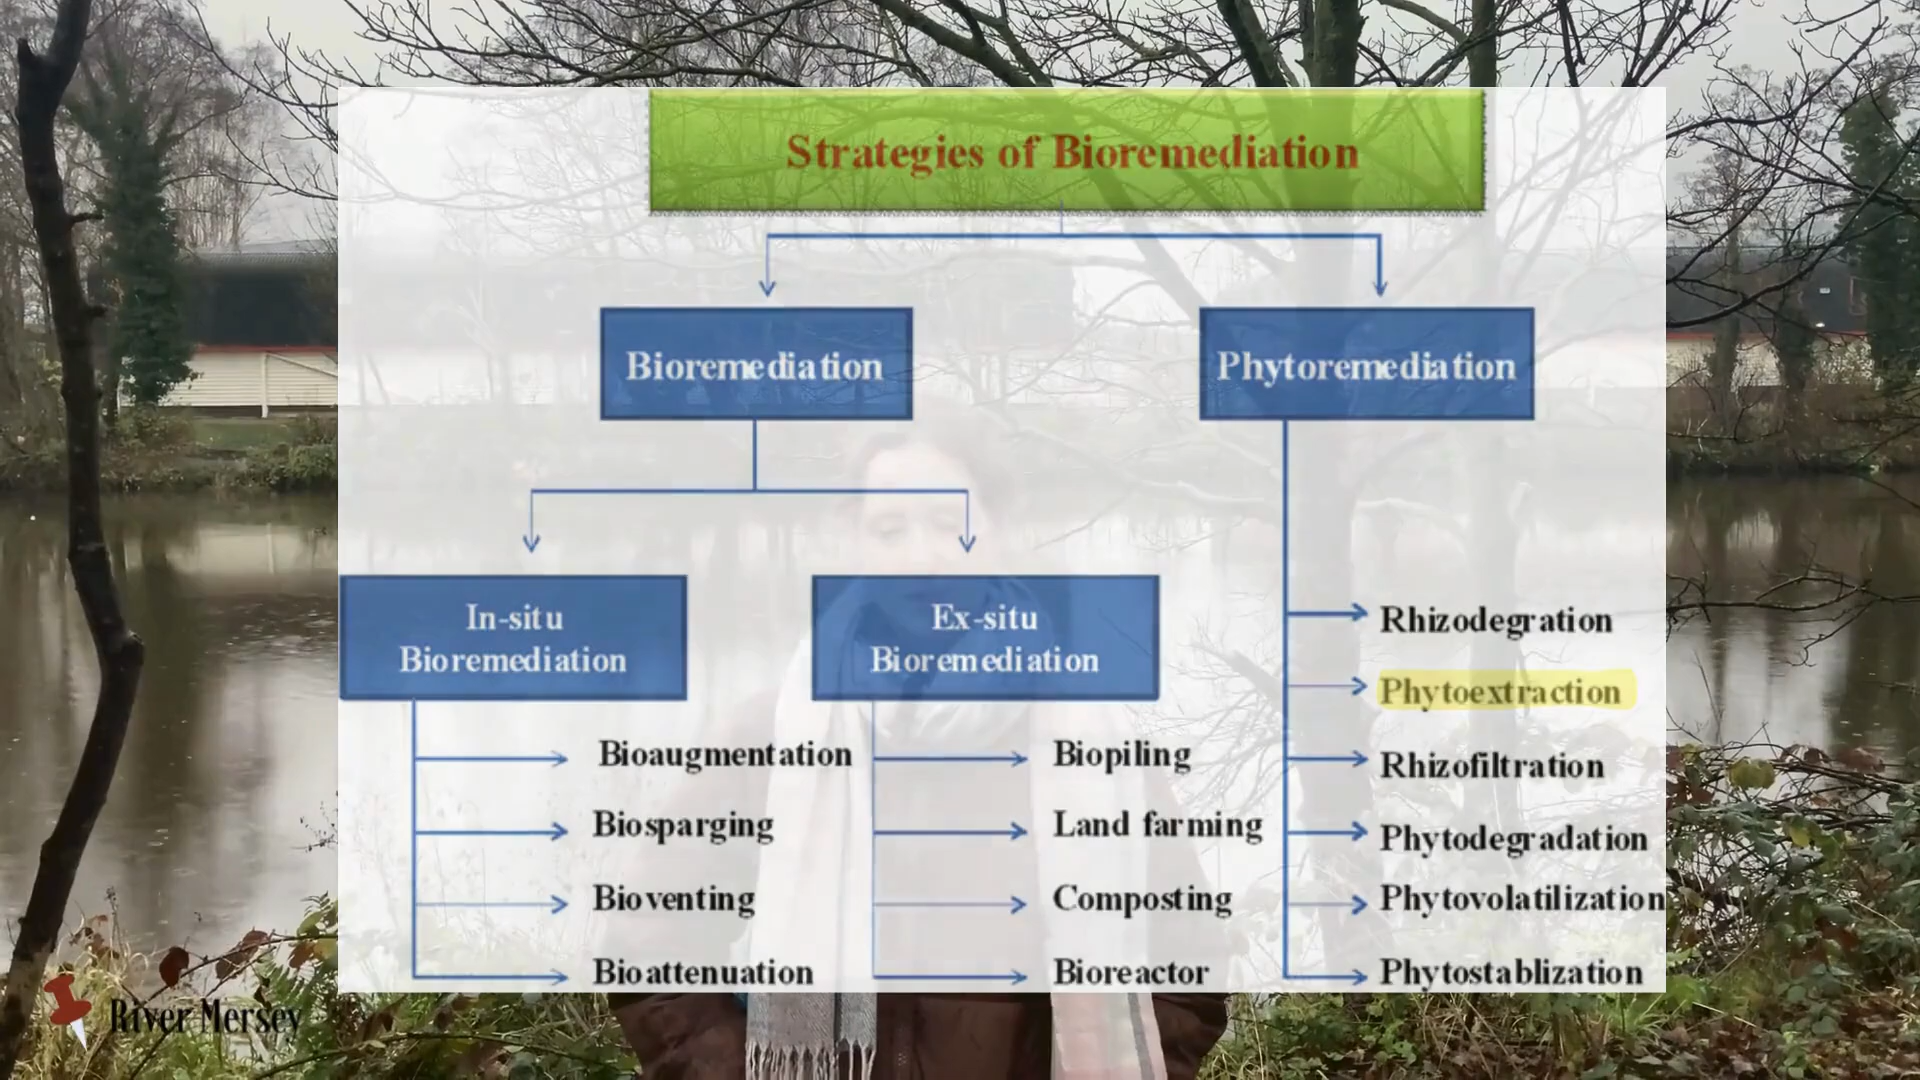 Strategies of Bioremediation
Bioremediation
Phytoremediation
In-situ
Bioremediation
Ex-situ
Bioremediation
Bioaugmentation
Biosparging
Bioventing
Bioattenuation
Biopiling
Land farming
Composting
Bioreactor
Rhizodegration
Phytoextraction
Rhizofiltration
Phytodegradation
Phytovolatilization
Phytostablization
River Mersey